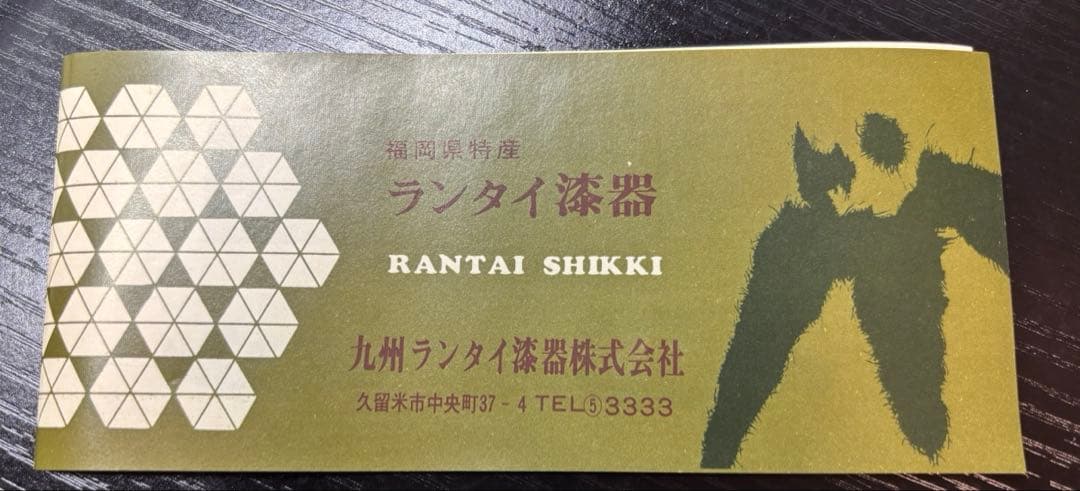 福岡県特産
ランタイ漆器
RANTAI SHIKKI
九州ランタイ漆器株式会社
久留米市中央町37-4 TEL⑤3333